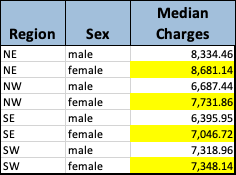 Region Sex Median Charges
NE male 8,334.46
NE female 8,681.14
NW male 6,687.44
NW female 7,731.86
SE male 6,395.95
SE female 7,046.72
SW male 7,318.96
SW female 7,348.14